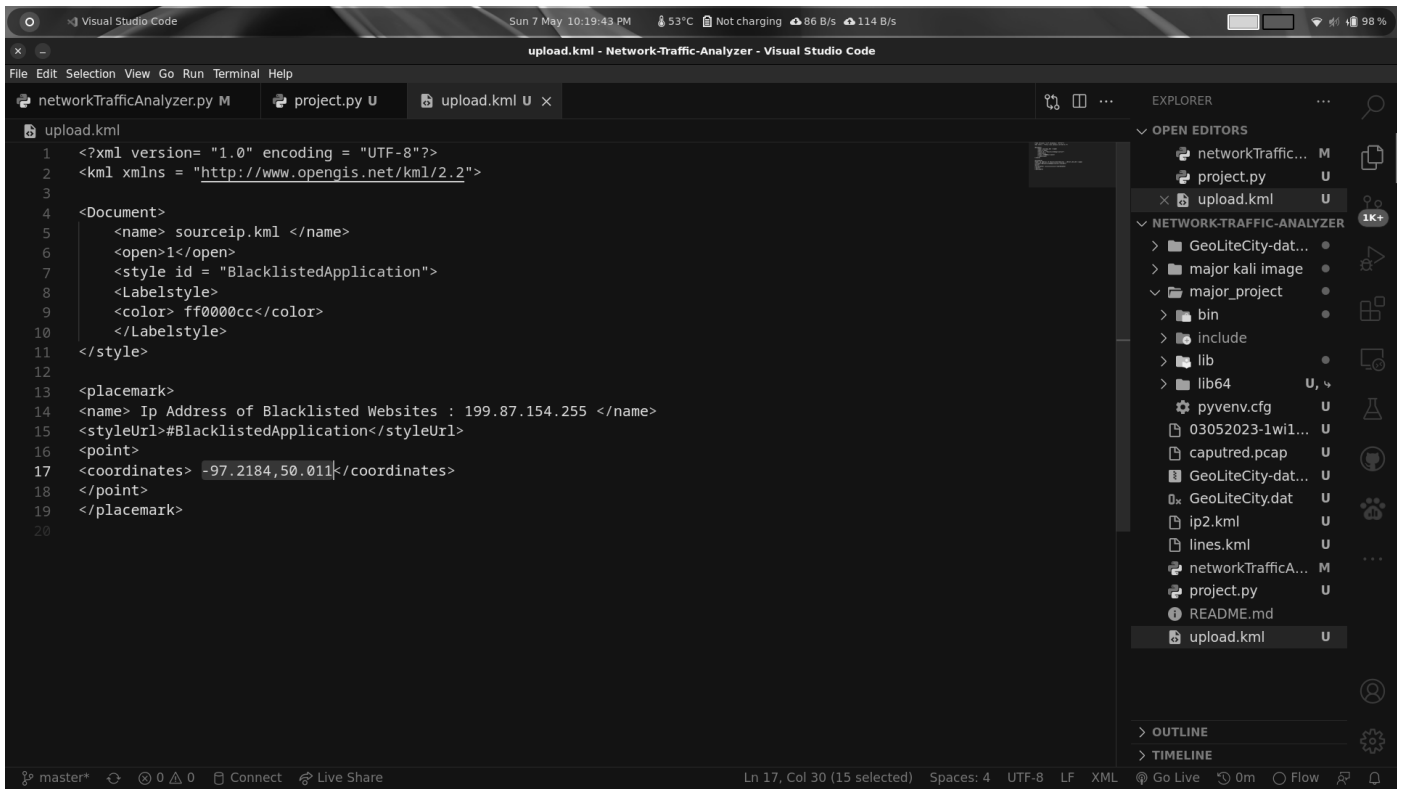 Visual Studio Code
Sun 7 May 10:19:43 PM
53°C Not charging 86 B/s 114 B/s
98 %
upload.kml - Network-Traffic-Analyzer - Visual Studio Code
File Edit Selection View Go Run Terminal Help
networkTrafficAnalyzer.py M
project.py U
upload.kml U
upload.kml
1 <?xml version= "1.0" encoding = "UTF-8"?>
2 <kml xmlns = "http://www.opengis.net/kml/2.2">
3
4 <Document>
5 <name> sourceip.kml </name>
6 <open>1</open>
7 <style id = "BlacklistedApplication">
8 <Labelstyle>
9 <color> ff0000cc</color>
10 </Labelstyle>
11 </style>
12
13 <placemark>
14 <name> Ip Address of Blacklisted Websites : 199.87.154.255 </name>
15 <styleUrl>#BlacklistedApplication</styleUrl>
16 <point>
17 <coordinates> -97.2184,50.011</coordinates>
18 </point>
19 </placemark>
20
EXPLORER
OPEN EDITORS
networkTraffic... M
project.py U
upload.kml U
NETWORK-TRAFFIC-ANALYZER
GeoLiteCity-dat...
major kali image
major_project
bin
include
lib
lib64 U,
pyvenv.cfg U
03052023-1wi1... U
caputred.pcap U
GeoLiteCity-dat... U
GeoLiteCity.dat U
ip2.kml U
lines.kml U
networkTrafficA... M
project.py U
README.md
upload.kml U
OUTLINE
TIMELINE
1K+
master* 0 0 Connect Live Share
Ln 17, Col 30 (15 selected) Spaces: 4 UTF-8 LF XML Go Live 0m Flow